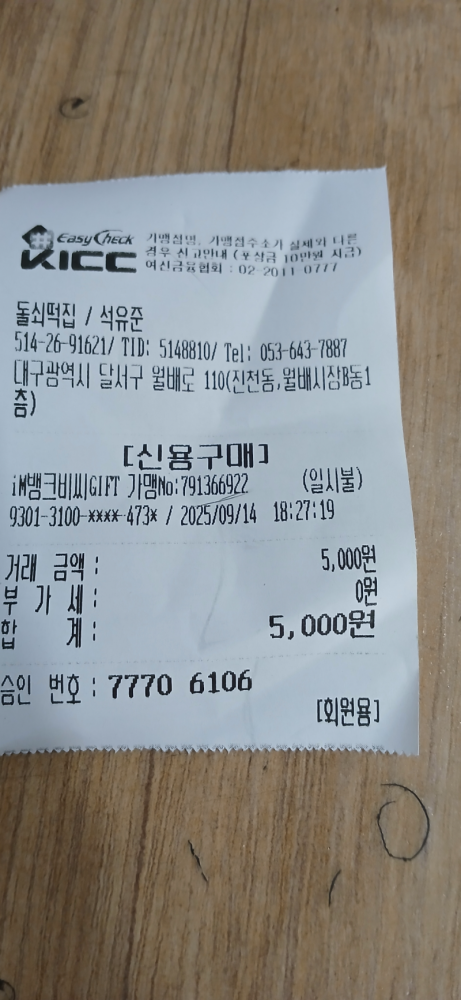 EasyCheck
KICC
가맹점명, 가맹점주소가 실제와 다른
경우 신고안내 (포상금 10만원 지급)
여신금융협회 : 02-2011-0777
돌쇠떡집 / 석유준
514-26-91621/ TID: 5148810/ Tel: 053-643-7887
대구광역시 달서구 월배로 110(진천동,월배시장B동1
층)
[신용구매]
iM뱅크비씨GIFT 가맹No:791366922 (일시불)
9301-3100-****-473* / 2025/09/14 18:27:19
거래 금액 : 5,000원
부 가 세 : 0원
합 계 : 5,000원
승인 번호 : 7770 6106
[회원용]